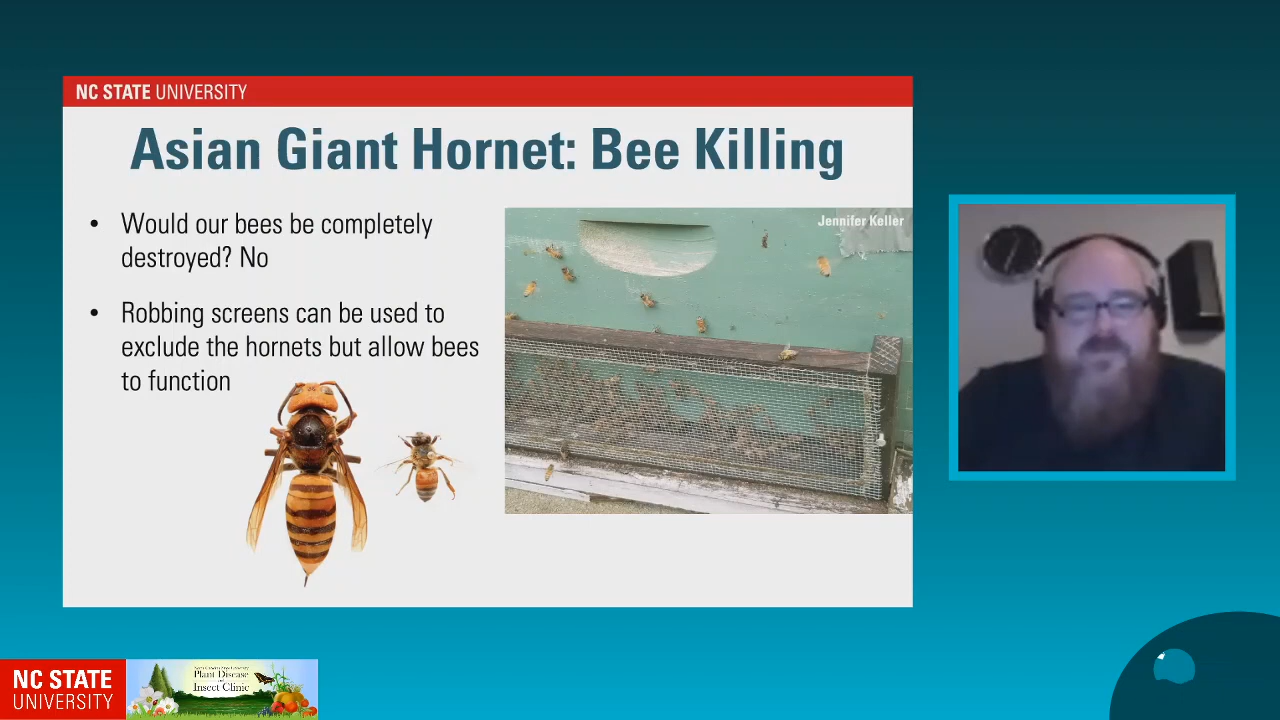 NC STATE UNIVERSITY
Asian Giant Hornet: Bee Killing
• Would our bees be completely
destroyed? No
• Robbing screens can be used to
exclude the hornets but allow bees
to function
Jennifer Keller
NC STATE
UNIVERSITY
Plant Disease
Insect Clinic